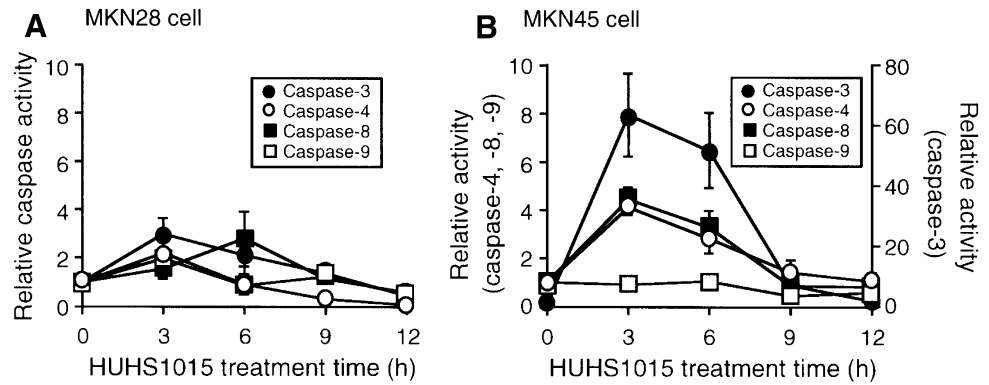 A MKN28 cell
Relative caspase activity
10
8
6
4
2
0
Caspase-3
Caspase-4
Caspase-8
Caspase-9
0 3 6 9 12
HUHS1015 treatment time (h)
B MKN45 cell
Relative activity
(caspase-4, -8, -9)
10
8
6
4
2
0
Caspase-3
Caspase-4
Caspase-8
Caspase-9
80
60
40
20
0
Relative activity
(caspase-3)
0 3 6 9 12
HUHS1015 treatment time (h)